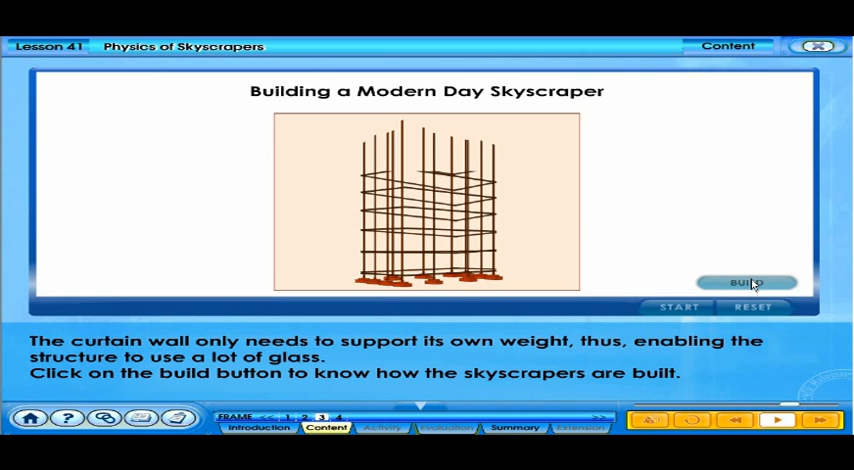 Lesson 41 Physics of Skyscrapers Content
Building a Modern Day Skyscraper
BUILD
START RESET
The curtain wall only needs to support its own weight, thus, enabling the
structure to use a lot of glass.
Click on the build button to know how the skyscrapers are built.
FRAME << 1 2 3 4 >>
Introduction Content Activity Evaluation Summary Extension